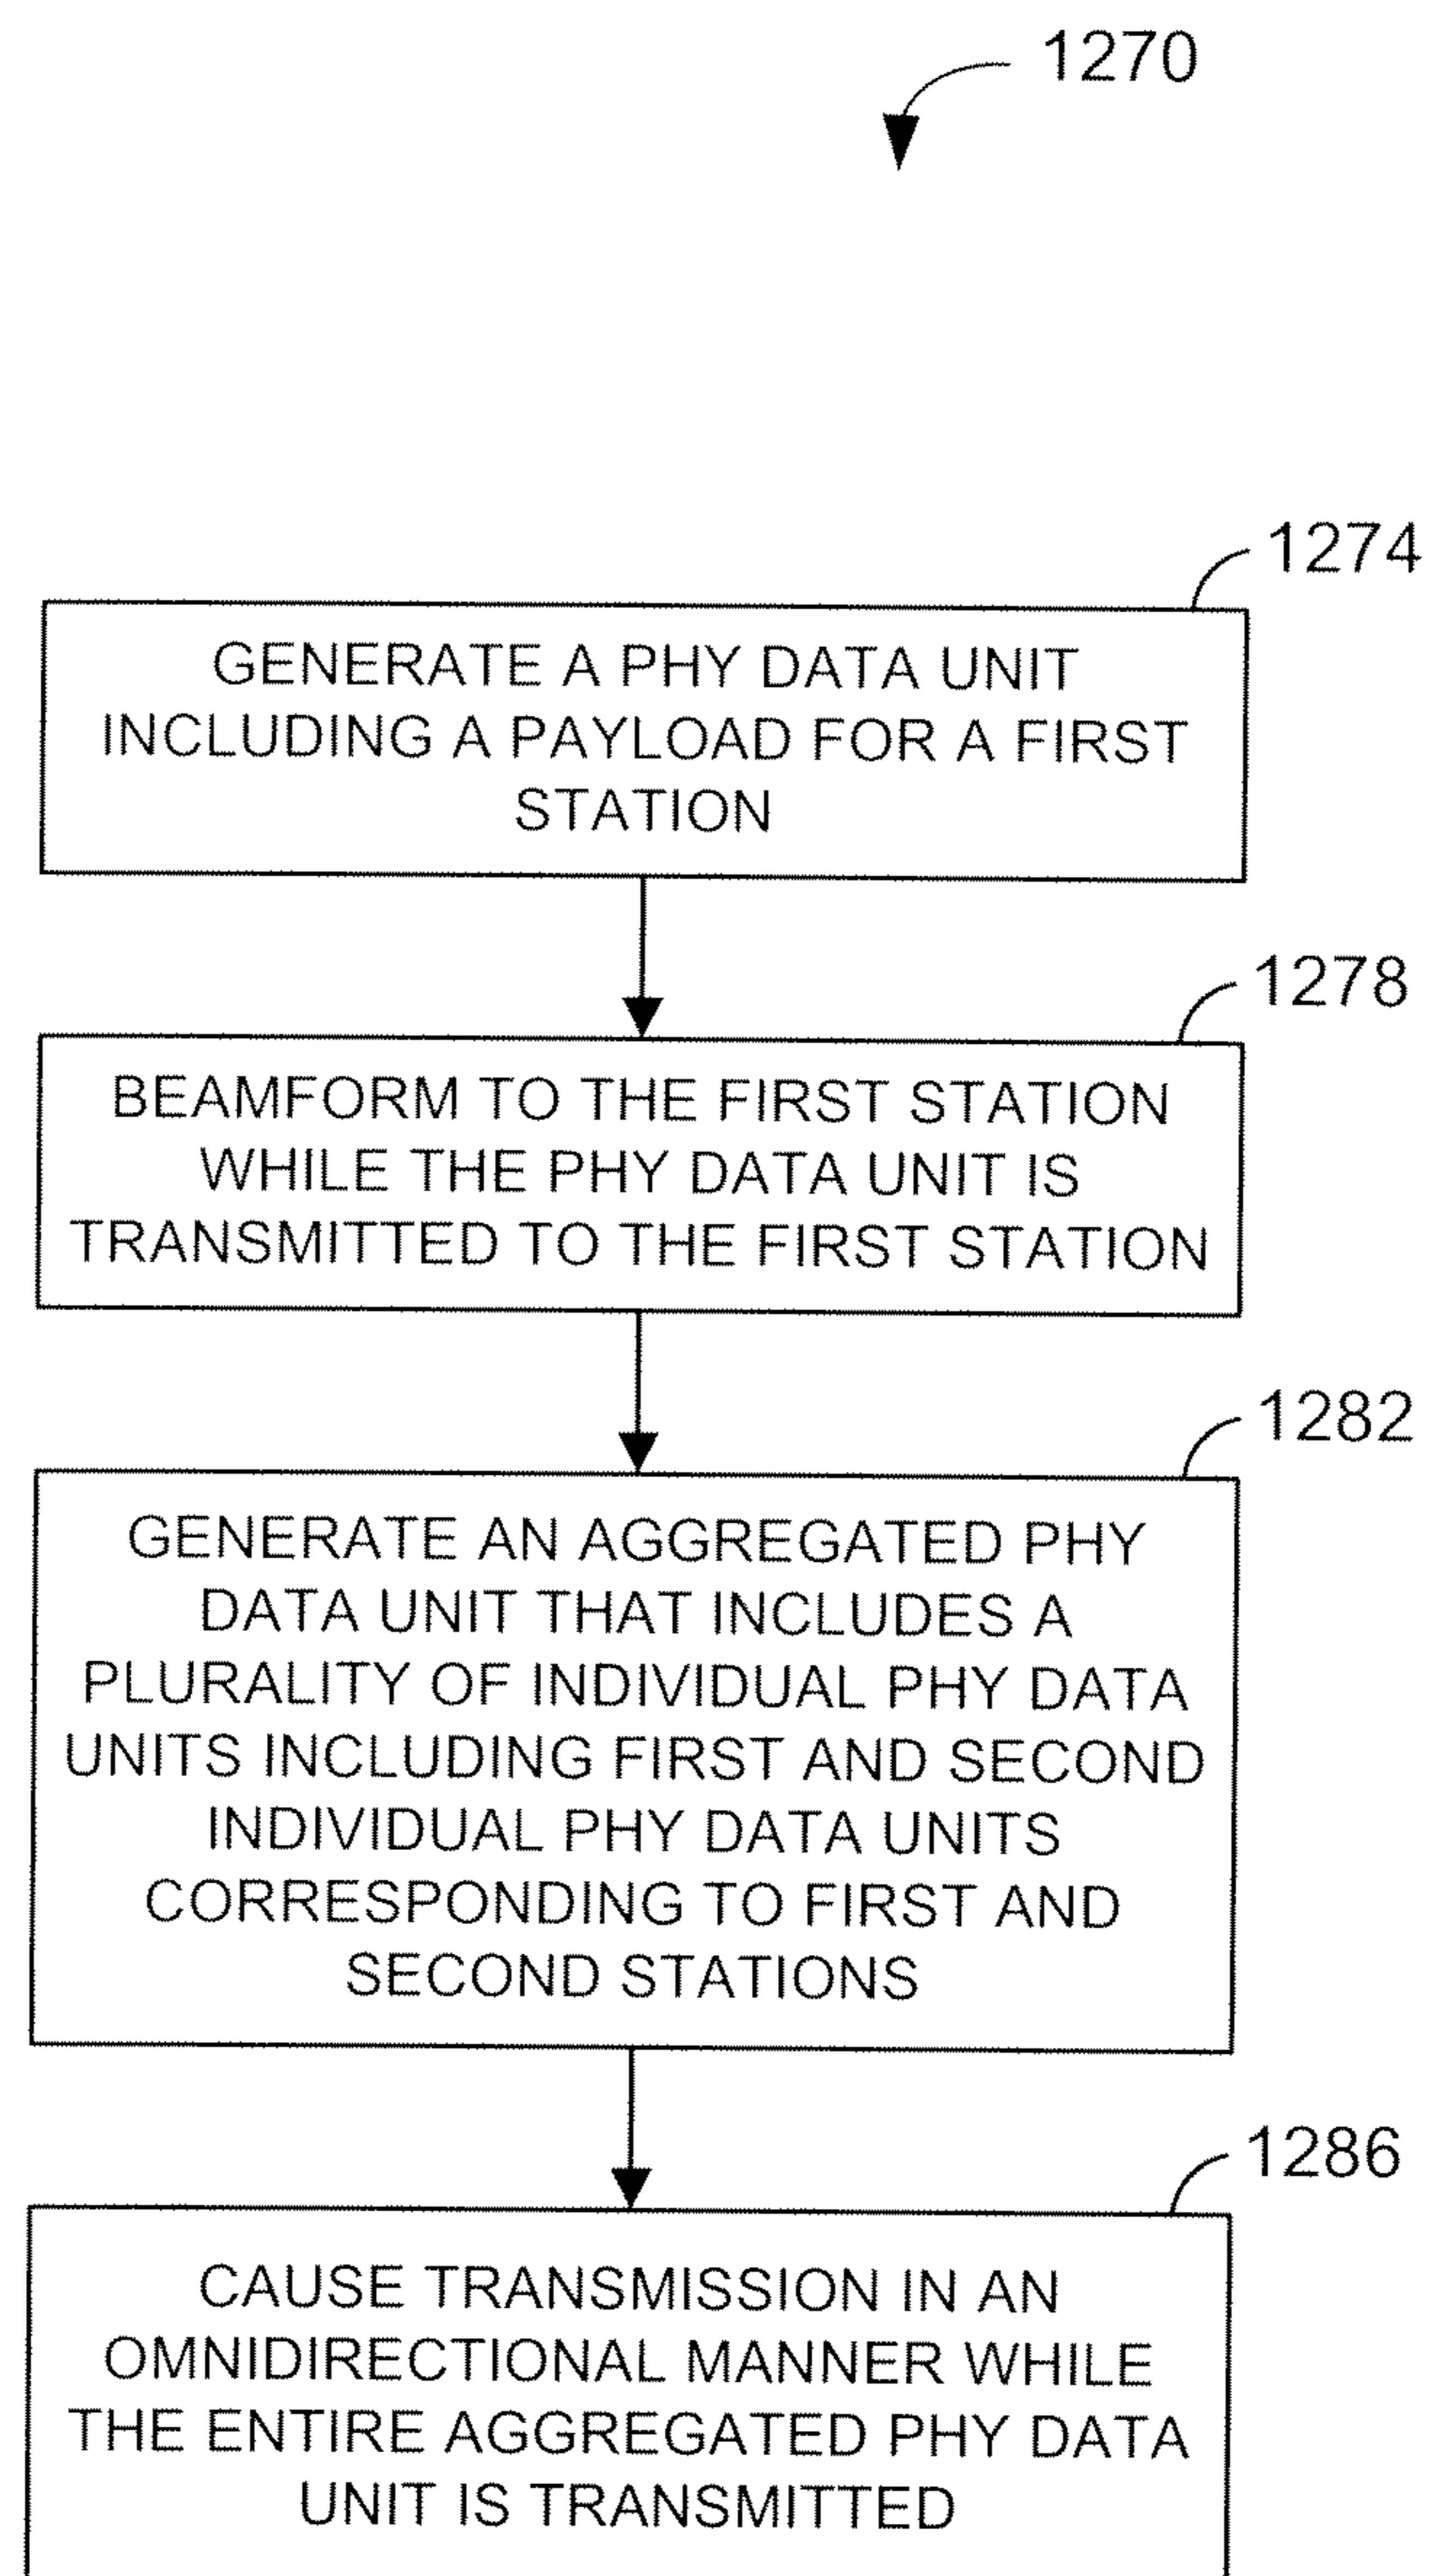 1270
1274
GENERATE A PHY DATA UNIT
INCLUDING A PAYLOAD FOR A FIRST
STATION
1278
BEAMFORM TO THE FIRST STATION
WHILE THE PHY DATA UNIT IS
TRANSMITTED TO THE FIRST STATION
1282
GENERATE AN AGGREGATED PHY
DATA UNIT THAT INCLUDES A
PLURALITY OF INDIVIDUAL PHY DATA
UNITS INCLUDING FIRST AND SECOND
INDIVIDUAL PHY DATA UNITS
CORRESPONDING TO FIRST AND
SECOND STATIONS
1286
CAUSE TRANSMISSION IN AN
OMNIDIRECTIONAL MANNER WHILE
THE ENTIRE AGGREGATED PHY DATA
UNIT IS TRANSMITTED